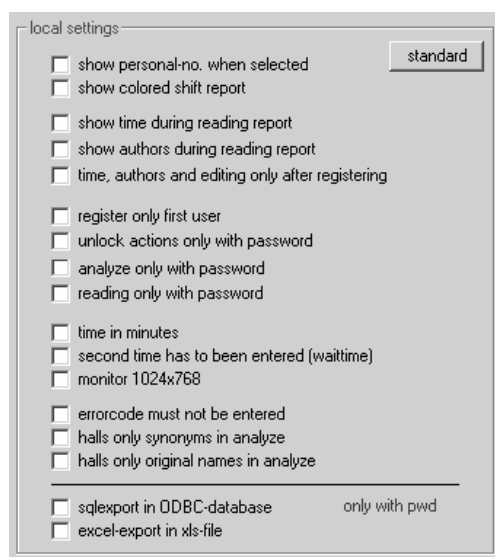 local settings
standard
show personal-no. when selected
show colored shift report
show time during reading report
show authors during reading report
time, authors and editing only after registering
register only first user
unlock actions only with password
analyze only with password
reading only with password
time in minutes
second time has to been entered (waittime)
monitor 1024x768
errorcode must not be entered
halls only synonyms in analyze
halls only original names in analyze
sqlexport in ODBC-database only with pwd
excel-export in xls-file